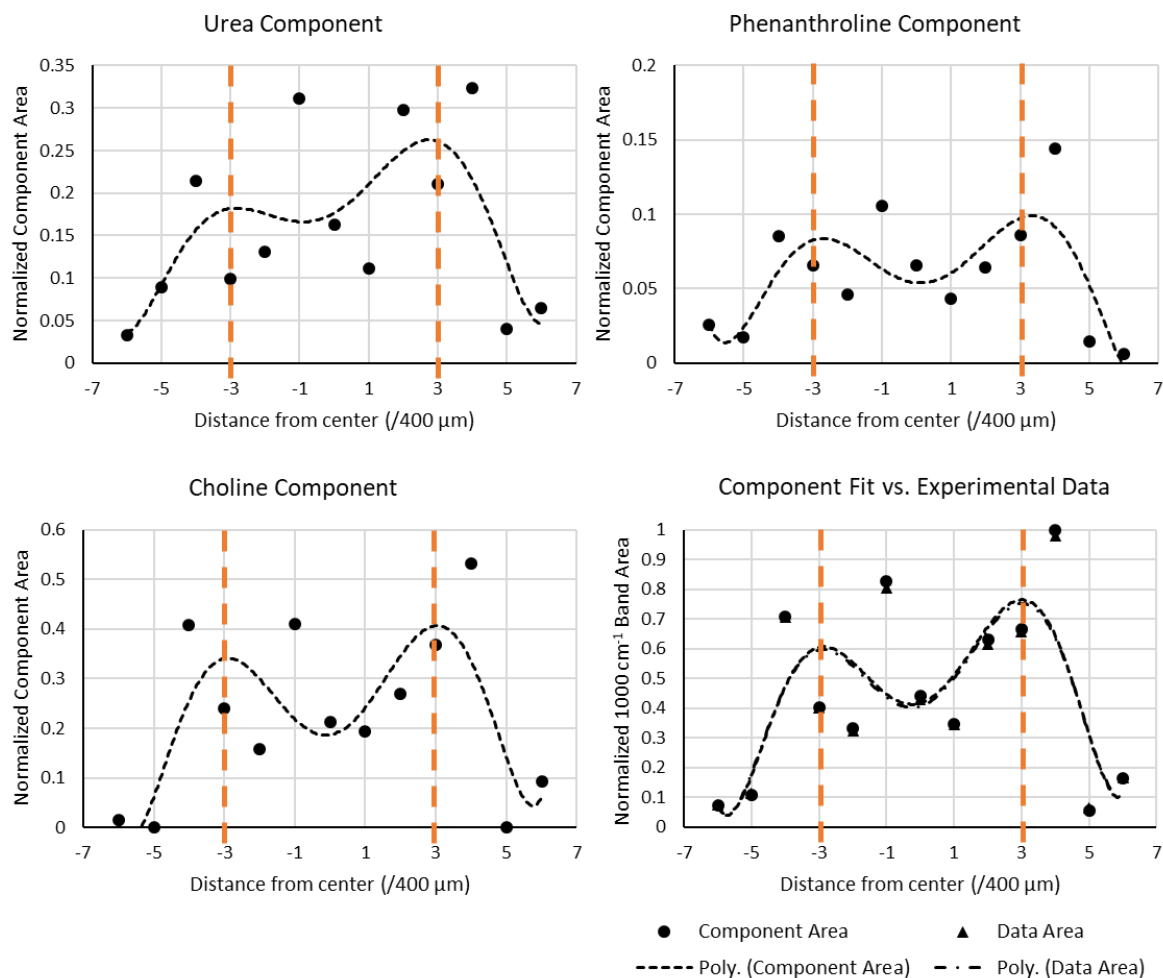 Urea Component
Normalized Component Area
0.35
0.3
0.25
0.2
0.15
0.1
0.05
0
-7 -5 -3 -1 1 3 5 7
Distance from center (/400 µm)
Phenanthroline Component
Normalized Component Area
0.2
0.15
0.1
0.05
0
-7 -5 -3 -1 1 3 5 7
Distance from center (/400 µm)
Choline Component
Normalized Component Area
0.6
0.5
0.4
0.3
0.2
0.1
0
-7 -5 -3 -1 1 3 5 7
Distance from center (/400 µm)
Component Fit vs. Experimental Data
Normalized 1000 cm⁻¹ Band Area
1
0.9
0.8
0.7
0.6
0.5
0.4
0.3
0.2
0.1
0
-7 -5 -3 -1 1 3 5 7
Distance from center (/400 µm)
Component Area Data Area
Poly. (Component Area) Poly. (Data Area)